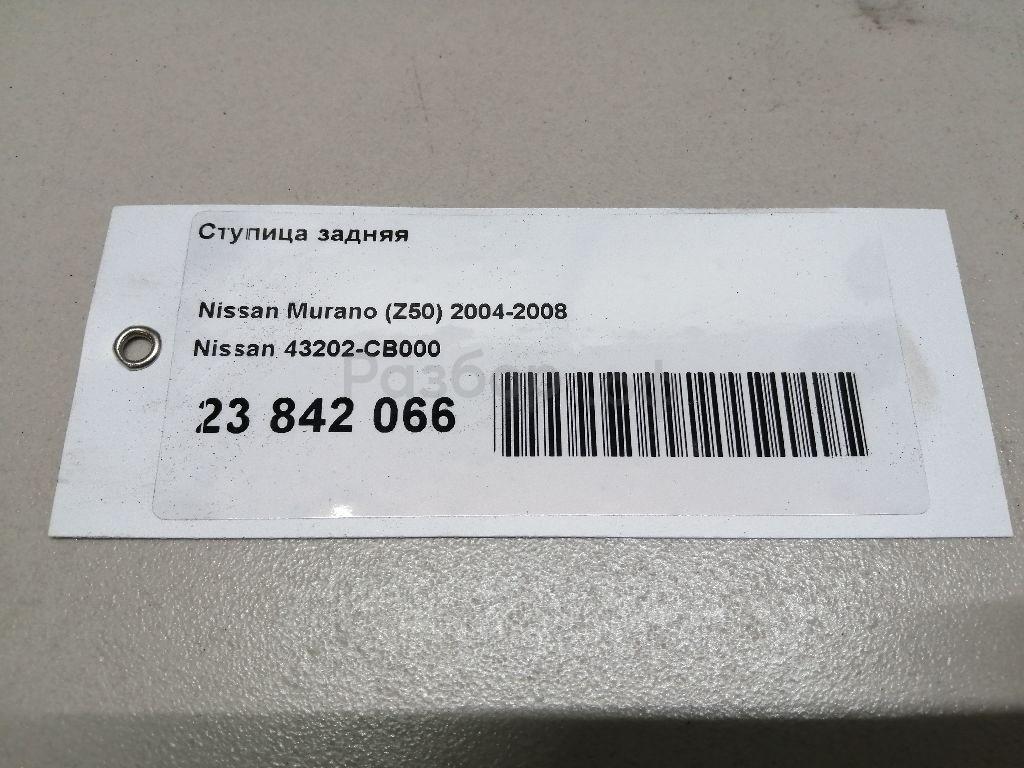 Ступица задняя
Nissan Murano (Z50) 2004-2008
Nissan 43202-CB000
23 842 066